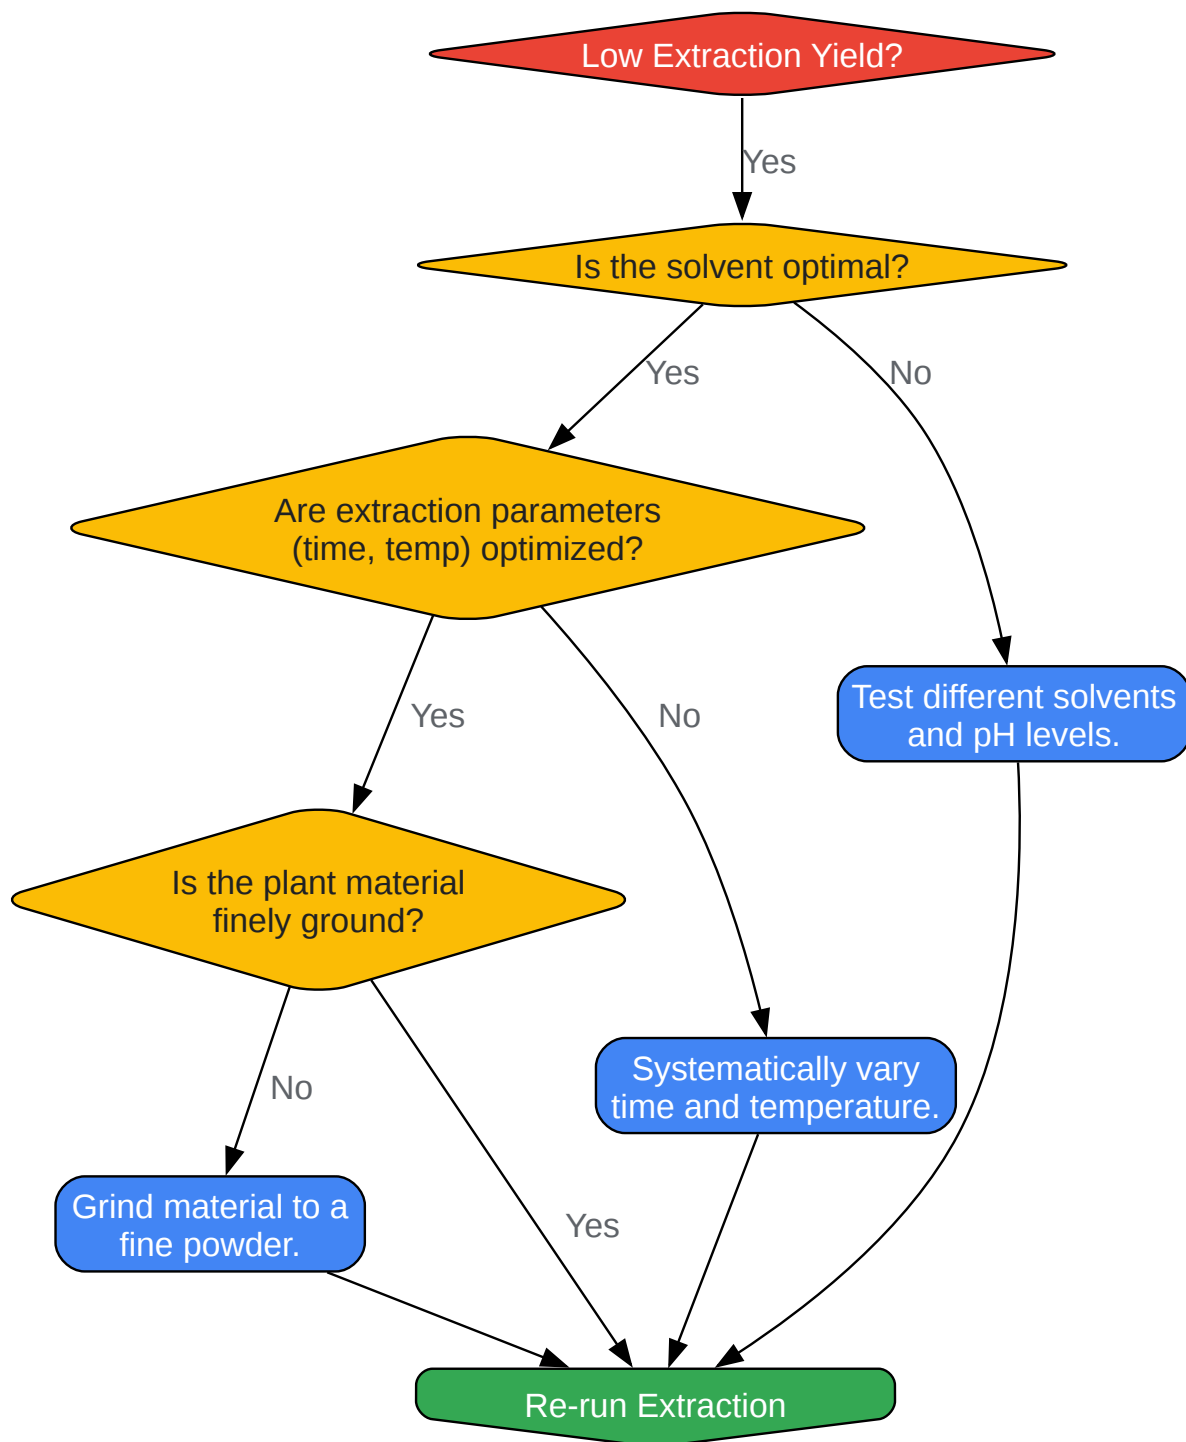 Low Extraction Yield?
Yes
Is the solvent optimal?
Yes
No
Are extraction parameters
(time, temp) optimized?
Yes
No
Test different solvents
and pH levels.
Is the plant material
finely ground?
No
Yes
Systematically vary
time and temperature.
Grind material to a
fine powder.
Re-run Extraction